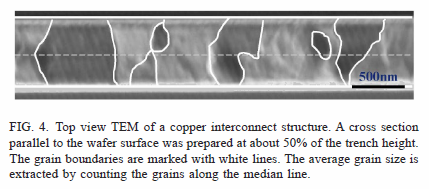 500nm
FIG. 4. Top view TEM of a copper interconnect structure. A cross section
parallel to the wafer surface was prepared at about 50% of the trench height.
The grain boundaries are marked with white lines. The average grain size is
extracted by counting the grains along the median line.